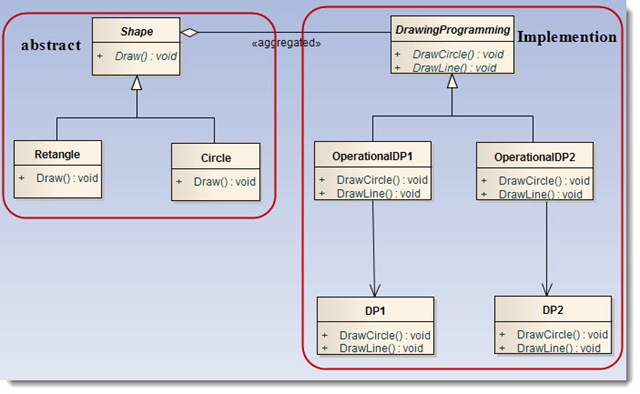 abstract
Shape
+ Draw() : void
«aggregated»
DrawingProgramming
+ DrawCircle() : void
+ DrawLine() : void
Implemention
Retangle
+ Draw() : void
Circle
+ Draw() : void
OperationalDP1
+ DrawCircle() : void
+ DrawLine() : void
OperationalDP2
+ DrawCircle() : void
+ DrawLine() : void
DP1
+ DrawCircle() : void
+ DrawLine() : void
DP2
+ DrawCircle() : void
+ DrawLine() : void